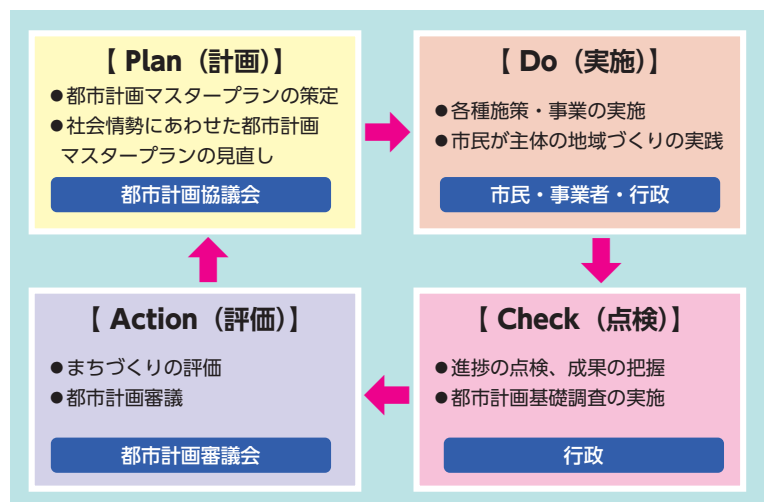 【 Plan（計画）】
●都市計画マスタープランの策定
●社会情勢にあわせた都市計画
マスタープランの見直し
都市計画協議会
【 Do（実施）】
●各種施策・事業の実施
●市民が主体の地域づくりの実践
市民・事業者・行政
【 Action（評価）】
●まちづくりの評価
●都市計画審議
都市計画審議会
【 Check（点検）】
●進捗の点検、成果の把握
●都市計画基礎調査の実施
行政